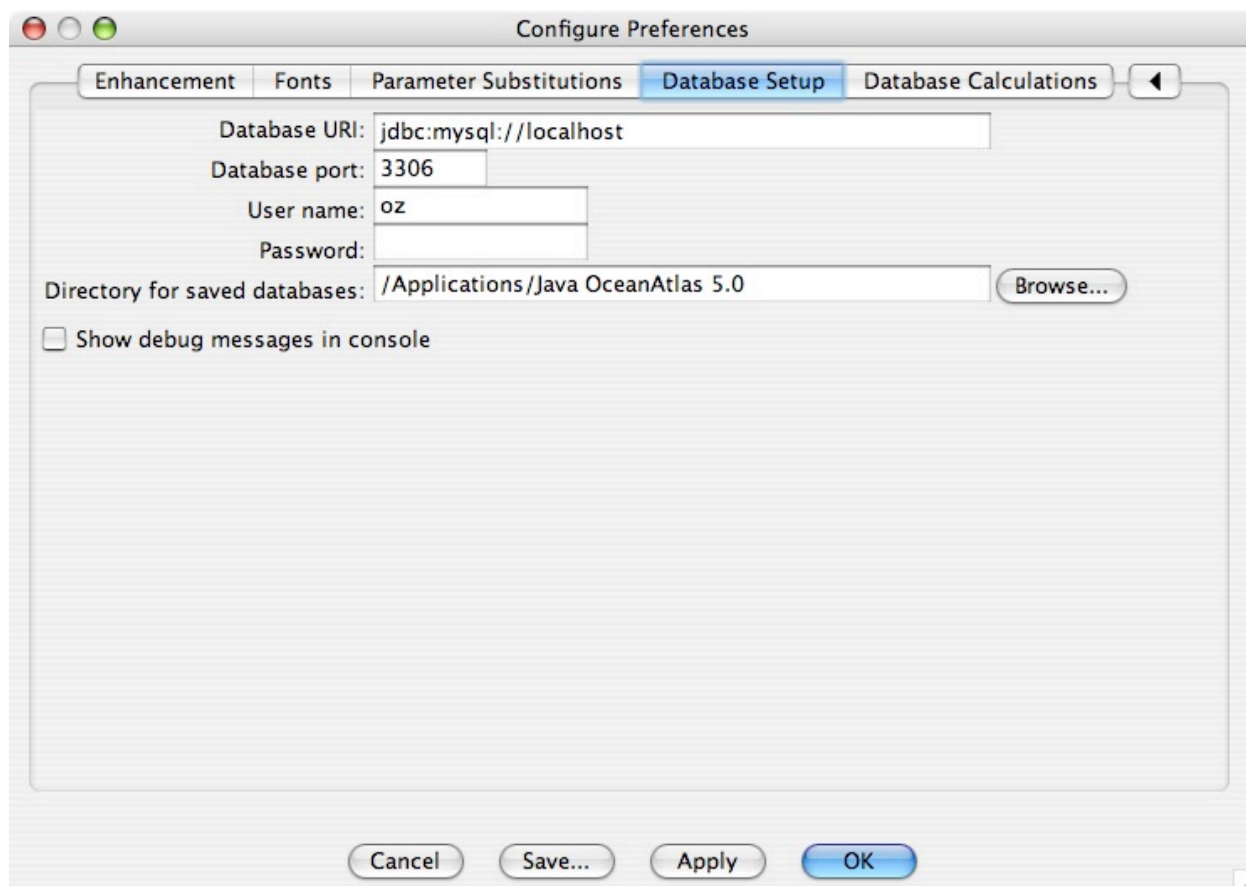 Configure Preferences
Enhancement Fonts Parameter Substitutions Database Setup Database Calculations
Database URI: jdbc:mysql://localhost
Database port: 3306
User name: oz
Password:
Directory for saved databases: /Applications/Java OceanAtlas 5.0 Browse...
Show debug messages in console
Cancel Save... Apply OK